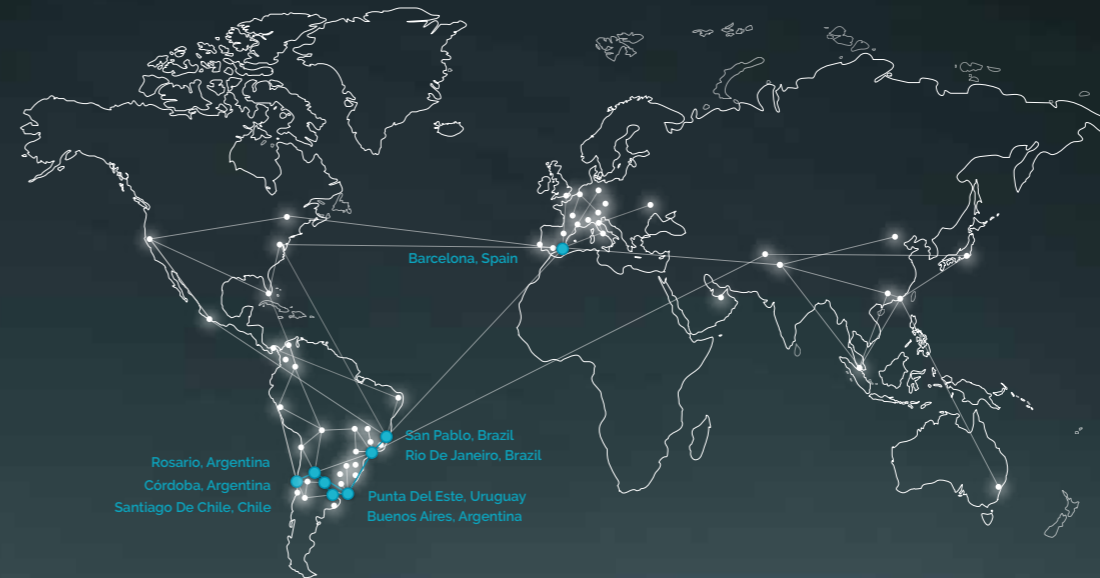 Barcelona, Spain
San Pablo, Brazil
Rio De Janeiro, Brazil
Rosario, Argentina
Córdoba, Argentina
Santiago De Chile, Chile
Punta Del Este, Uruguay
Buenos Aires, Argentina